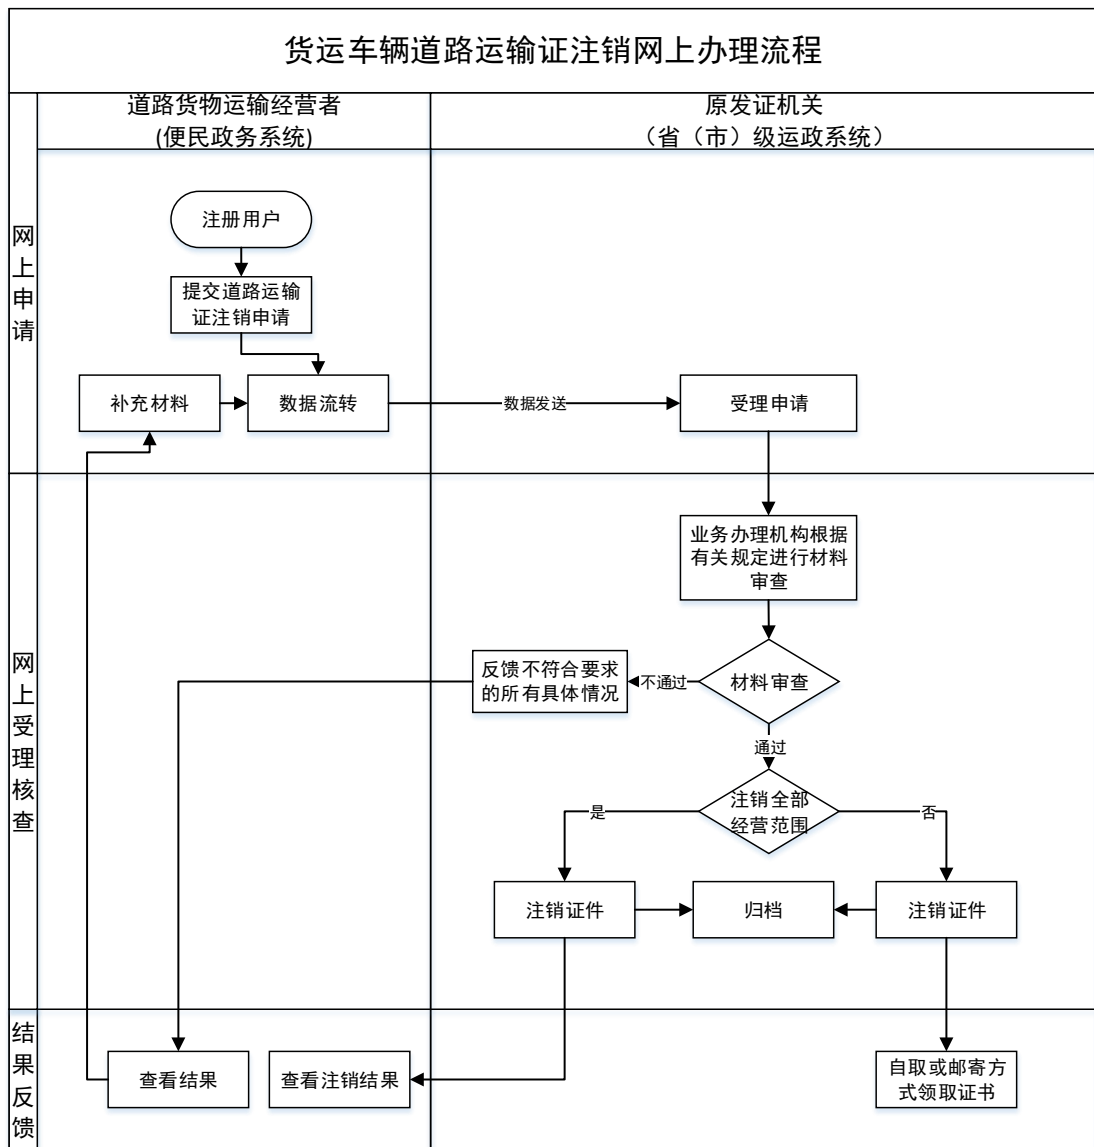 货运车辆道路运输证注销网上办理流程
道路货物运输经营者
(便民政务系统)
原发证机关
（省（市）级运政系统）
网上申请
注册用户
提交道路运输
证注销申请
补充材料
数据流转
数据发送
受理申请
网上受理核查
业务办理机构根据
有关规定进行材料
审查
反馈不符合要求
的所有具体情况
不通过
材料审查
通过
注销全部
经营范围
是
否
注销证件
归档
注销证件
结果反馈
查看结果
查看注销结果
自取或邮寄方
式领取证书